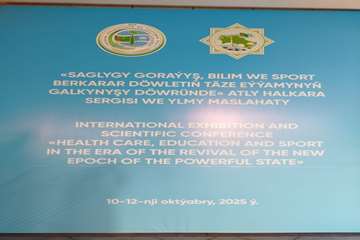 «SAGLYGY GORAÝYŞ, BILIM WE SPORT
BERKARAR DÖWLETIŇ TÄZE EÝÝAMYNYŇ
GALKYNYŞY DÖWRÜNDE» ATLY HALKARA
SERGISI WE YLMY MASLAHATY
INTERNATIONAL EXHIBITION AND
SCIENTIFIC CONFERENCE
«HEALTH CARE, EDUCATION AND SPORT
IN THE ERA OF THE REVIVAL OF THE NEW
EPOCH OF THE POWERFUL STATE»
10-12-nji oktýabry, 2025 ý.